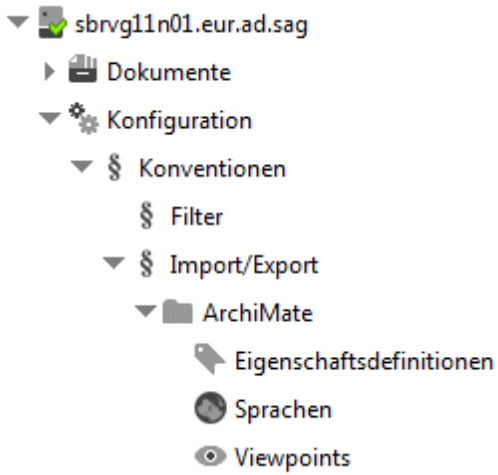 sbrvg11n01.eur.ad.sag
Dokumente
Konfiguration
§ Konventionen
§ Filter
§ Import/Export
ArchiMate
Eigenschaftsdefinitionen
Sprachen
Viewpoints